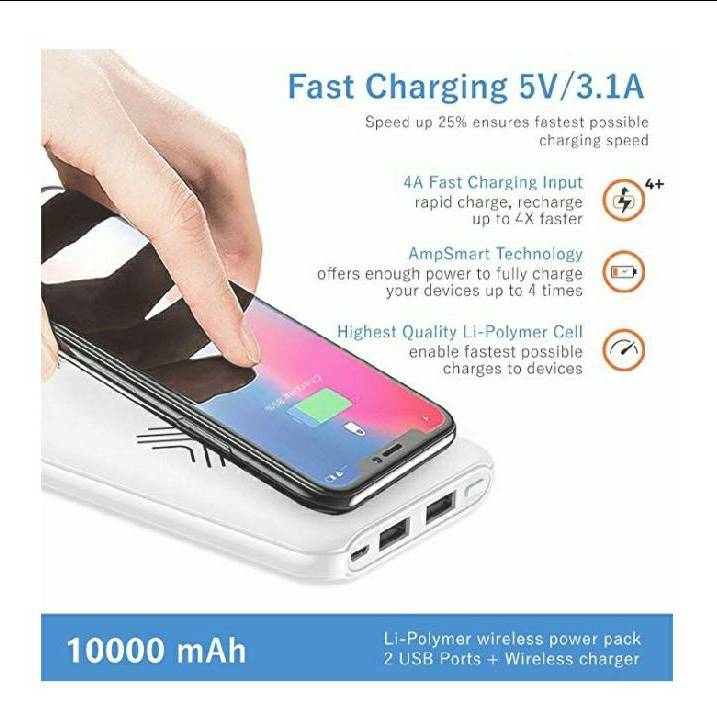 Fast Charging 5V/3.1A
Speed up 25% ensures fastest possible
charging speed
4A Fast Charging Input
rapid charge, recharge
up to 4X faster
4+
AmpSmart Technology
offers enough power to fully charge
your devices up to 4 times
Highest Quality Li-Polymer Cell
enable fastest possible
charges to devices
10000 mAh
Li-Polymer wireless power pack
2 USB Ports + Wireless charger